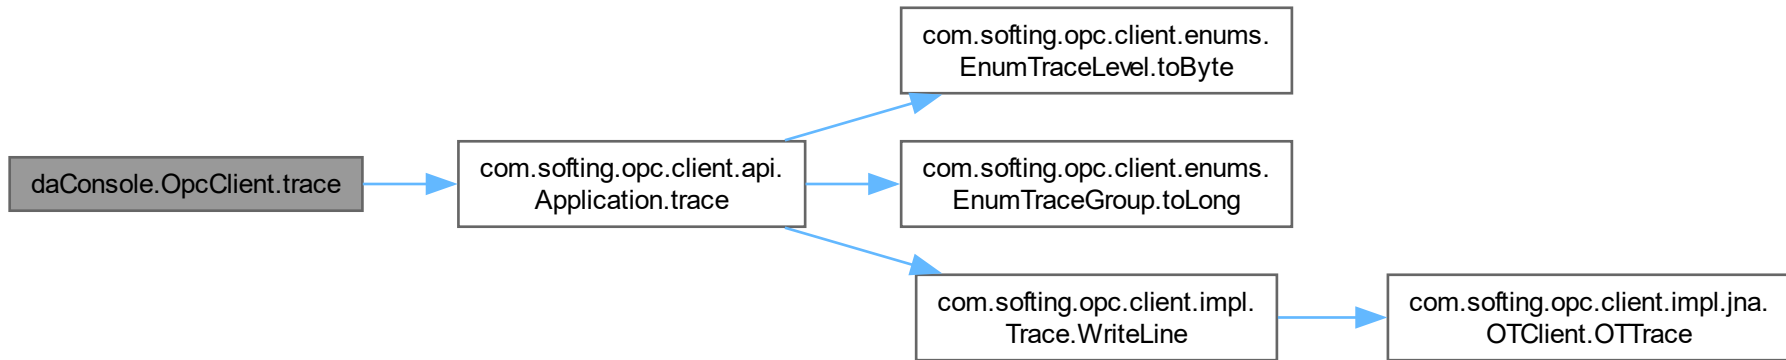 daConsole.OpcClient.trace
com.softing.opc.client.api.
Application.trace
com.softing.opc.client.enums.
EnumTraceLevel.toByte
com.softing.opc.client.enums.
EnumTraceGroup.toLong
com.softing.opc.client.impl.
Trace.WriteLine
com.softing.opc.client.impl.jna.
OTClient.OTTrace